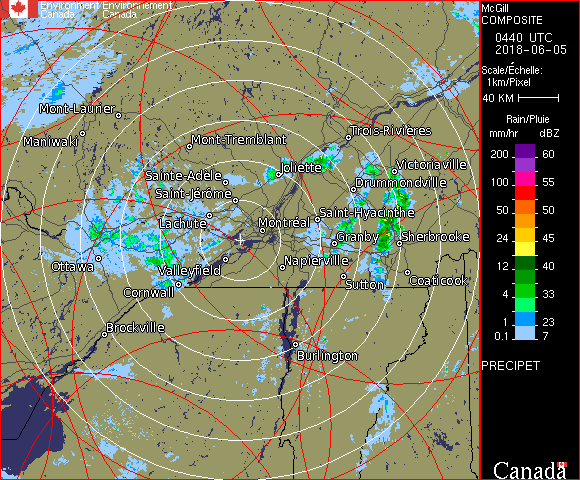 Environment Environnement
Canada Canada
Mont-Laurier
Maniwaki
Mont-Tremblant
Trois-Rivières
Sainte-Adèle
Joliette
Victoriaville
Saint-Jérôme
Drummondville
Lachute
Montréal
Saint-Hyacinthe
Granby
Sherbrooke
Ottawa
Valleyfield
Napierville
Cornwall
Sutton
Coaticook
Brockville
Burlington
McGill
COMPOSITE
0440 UTC
2018-06-05
Scale/Échelle:
1km/Pixel
40 KM
Rain/Pluie
mm/hr dBZ
200 60
100 55
50 50
24 45
12 40
4 33
1 23
0.1 7
PRECIPET
Canada